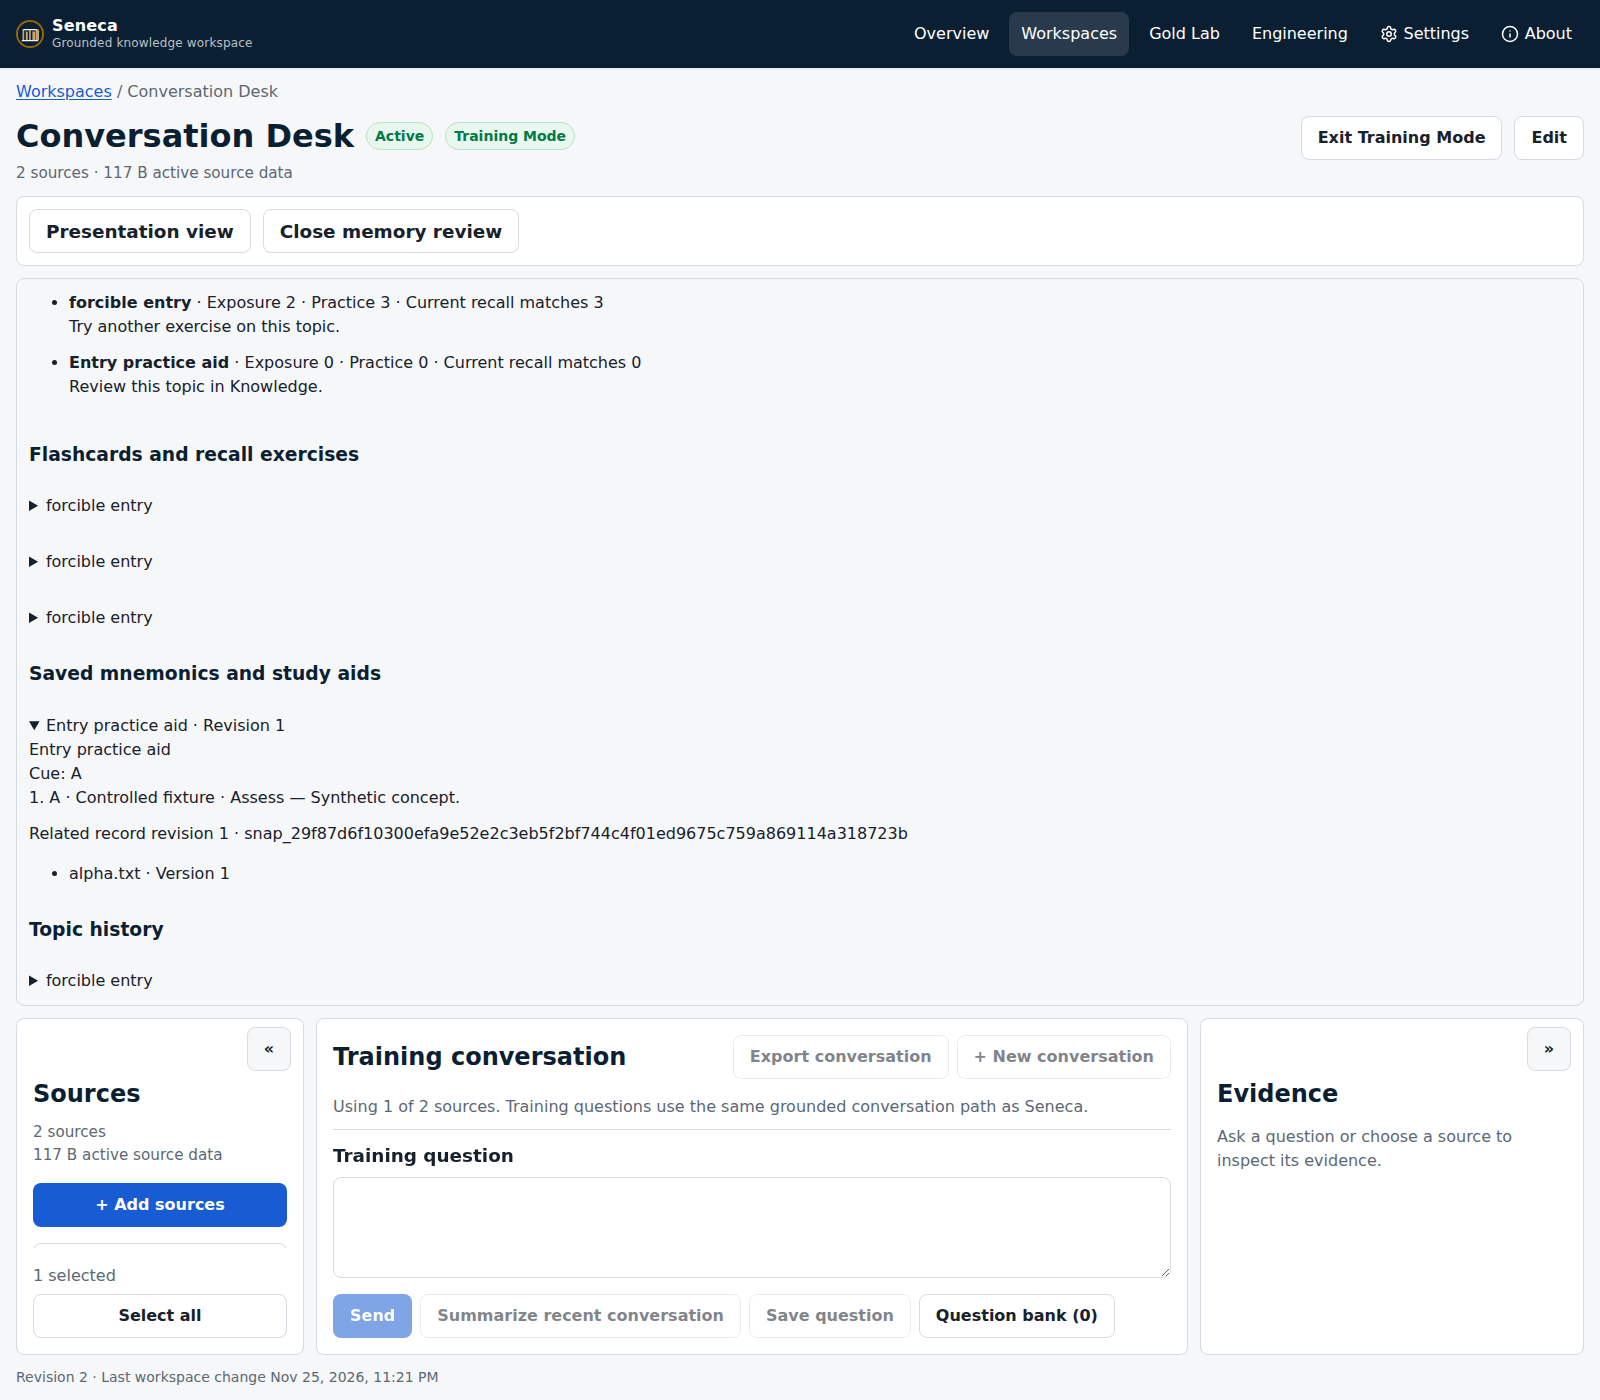 Seneca
Grounded knowledge workspace
Overview
Workspaces
Gold Lab
Engineering
Settings
About
Workspaces / Conversation Desk
Conversation Desk
Active
Training Mode
Exit Training Mode
Edit
2 sources · 117 B active source data
Presentation view
Close memory review
• forcible entry · Exposure 2 · Practice 3 · Current recall matches 3
Try another exercise on this topic.
• Entry practice aid · Exposure 0 · Practice 0 · Current recall matches 0
Review this topic in Knowledge.
Flashcards and recall exercises
▶ forcible entry
▶ forcible entry
▶ forcible entry
Saved mnemonics and study aids
▼ Entry practice aid · Revision 1
Entry practice aid
Cue: A
1. A · Controlled fixture · Assess — Synthetic concept.
Related record revision 1 · snap_29f87d6f10300efa9e52e2c3eb5f2bf744c4f01ed9675c759a869114a318723b
• alpha.txt · Version 1
Topic history
▶ forcible entry
«
Sources
2 sources
117 B active source data
+ Add sources
1 selected
Select all
Training conversation
Export conversation
+ New conversation
Using 1 of 2 sources. Training questions use the same grounded conversation path as Seneca.
Training question
Send
Summarize recent conversation
Save question
Question bank (0)
»
Evidence
Ask a question or choose a source to
inspect its evidence.
Revision 2 · Last workspace change Nov 25, 2026, 11:21 PM